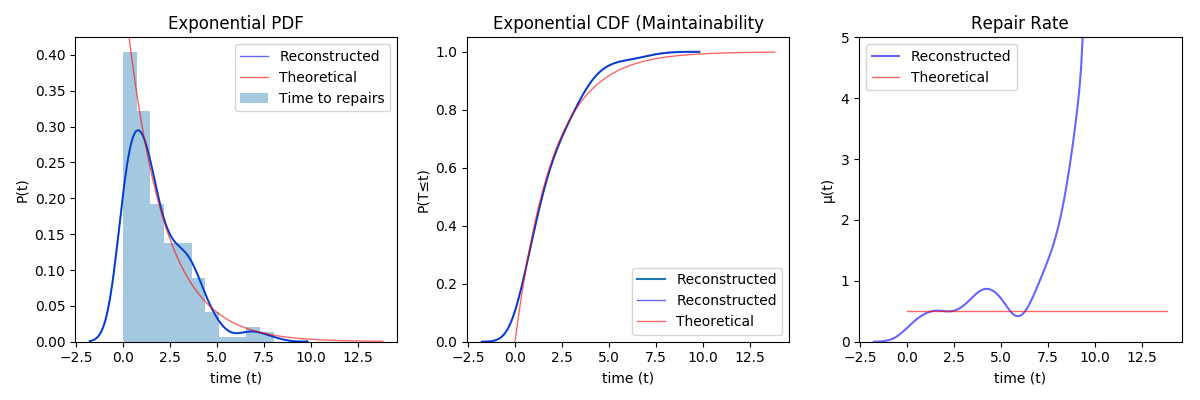 Exponential PDF
0.40
0.35
0.30
0.25
0.20
0.15
0.10
0.05
0.00
P(t)
Reconstructed
Theoretical
Time to repairs
−2.5 0.0 2.5 5.0 7.5 10.0 12.5
time (t)
Exponential CDF (Maintainability
1.0
0.8
0.6
0.4
0.2
0.0
P(T≤t)
Reconstructed
Reconstructed
Theoretical
−2.5 0.0 2.5 5.0 7.5 10.0 12.5
time (t)
Repair Rate
5
4
3
2
1
0
μ(t)
Reconstructed
Theoretical
−2.5 0.0 2.5 5.0 7.5 10.0 12.5
time (t)